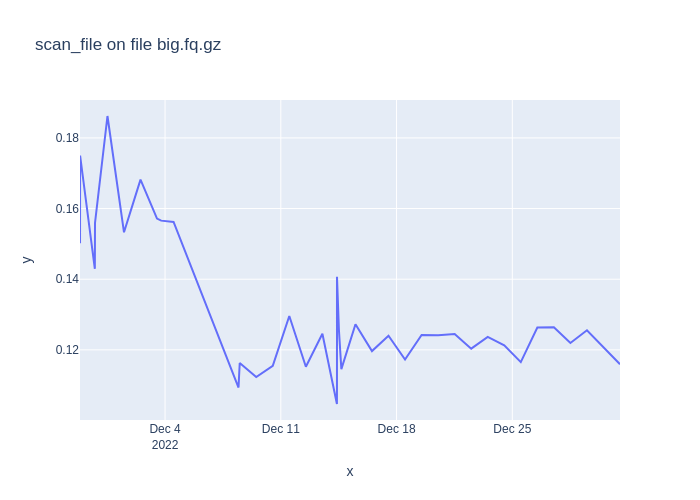 scan_file on file big.fq.gz
0.18
0.16
0.14
0.12
y
Dec 4
2022
Dec 11
Dec 18
Dec 25
x